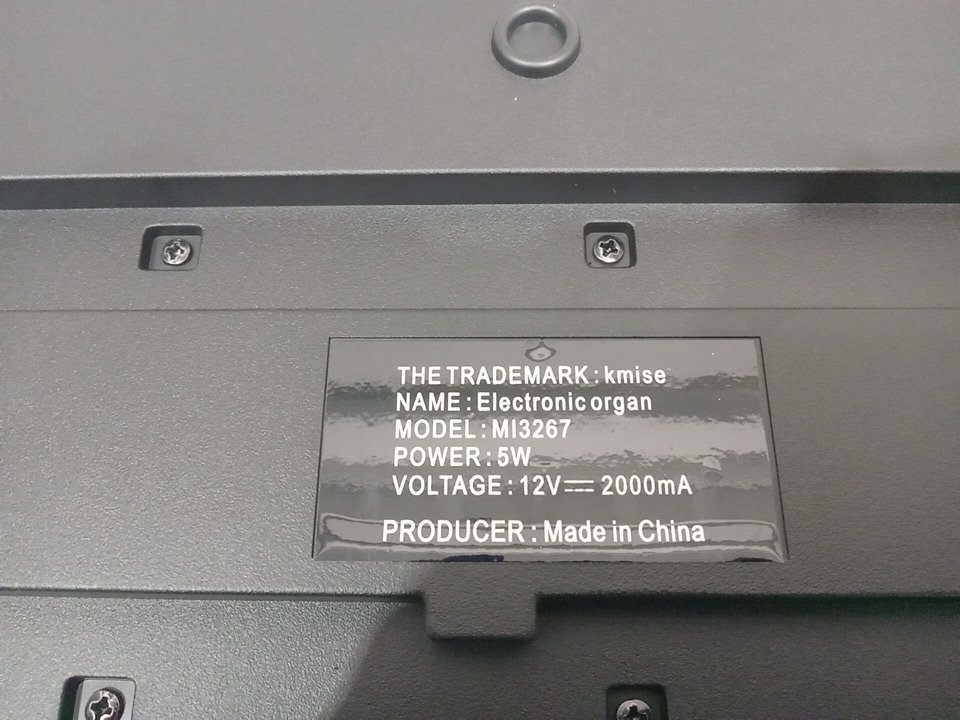 THE TRADEMARK : kmise
NAME : Electronic organ
MODEL : MI3267
POWER : 5W
VOLTAGE : 12V⎓ 2000mA
PRODUCER : Made in China